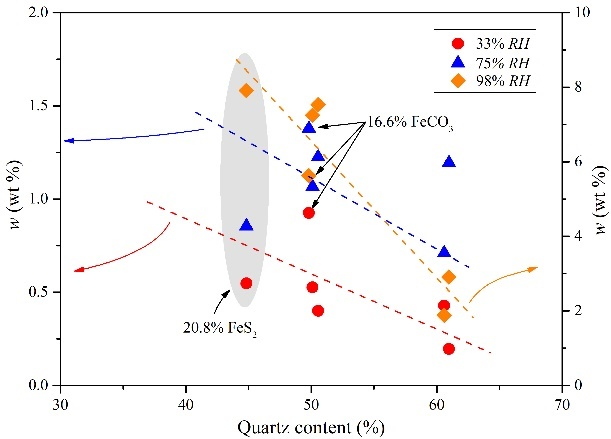 2.0
1.5
1.0
0.5
0.0
w (wt %)
10
8
6
4
2
0
w (wt %)
33% RH
75% RH
98% RH
16.6% FeCO₃
20.8% FeS₂
30
40
50
60
70
Quartz content (%)